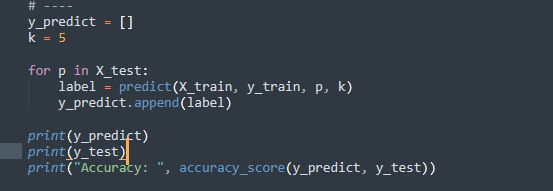 # ----
y_predict = []
k = 5

for p in X_test:
    label = predict(X_train, y_train, p, k)
    y_predict.append(label)

print(y_predict)
print(y_test)
print("Accuracy: ", accuracy_score(y_predict, y_test))